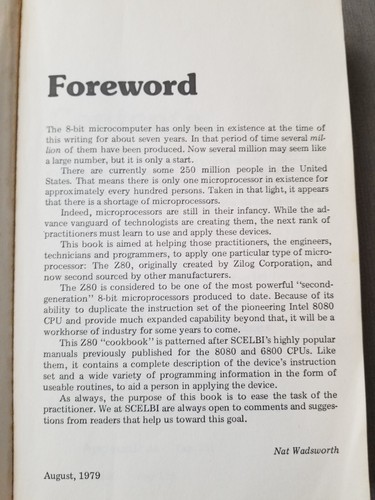 Foreword
The 8-bit microcomputer has only been in existence at the time of
this writing for about seven years. In that period of time several mil-
lion of them have been produced. Now several million may seem like
a large number, but it is only a start.
There are currently some 250 million people in the United
States. That means there is only one microprocessor in existence for
approximately every hundred persons. Taken in that light, it appears
that there is a shortage of microprocessors.
Indeed, microprocessors are still in their infancy. While the ad-
vance vanguard of technologists are creating them, the next rank of
practitioners must learn to use and apply these devices.
This book is aimed at helping those practitioners, the engineers,
technicians and programmers, to apply one particular type of micro-
processor: The Z80, originally created by Zilog Corporation, and
now second sourced by other manufacturers.
The Z80 is considered to be one of the most powerful "second-
generation" 8-bit microprocessors produced to date. Because of its
ability to duplicate the instruction set of the pioneering Intel 8080
CPU and provide much expanded capability beyond that, it will be a
workhorse of industry for some years to come.
This Z80 "cookbook" is patterned after SCELBI's highly popular
manuals previously published for the 8080 and 6800 CPUs. Like
them, it contains a complete description of the device's instruction
set and a wide variety of programming information in the form of
useable routines, to aid a person in applying the device.
As always, the purpose of this book is to ease the task of the
practitioner. We at SCELBI are always open to comments and sugges-
tions from readers that help us toward this goal.
Nat Wadsworth
August, 1979